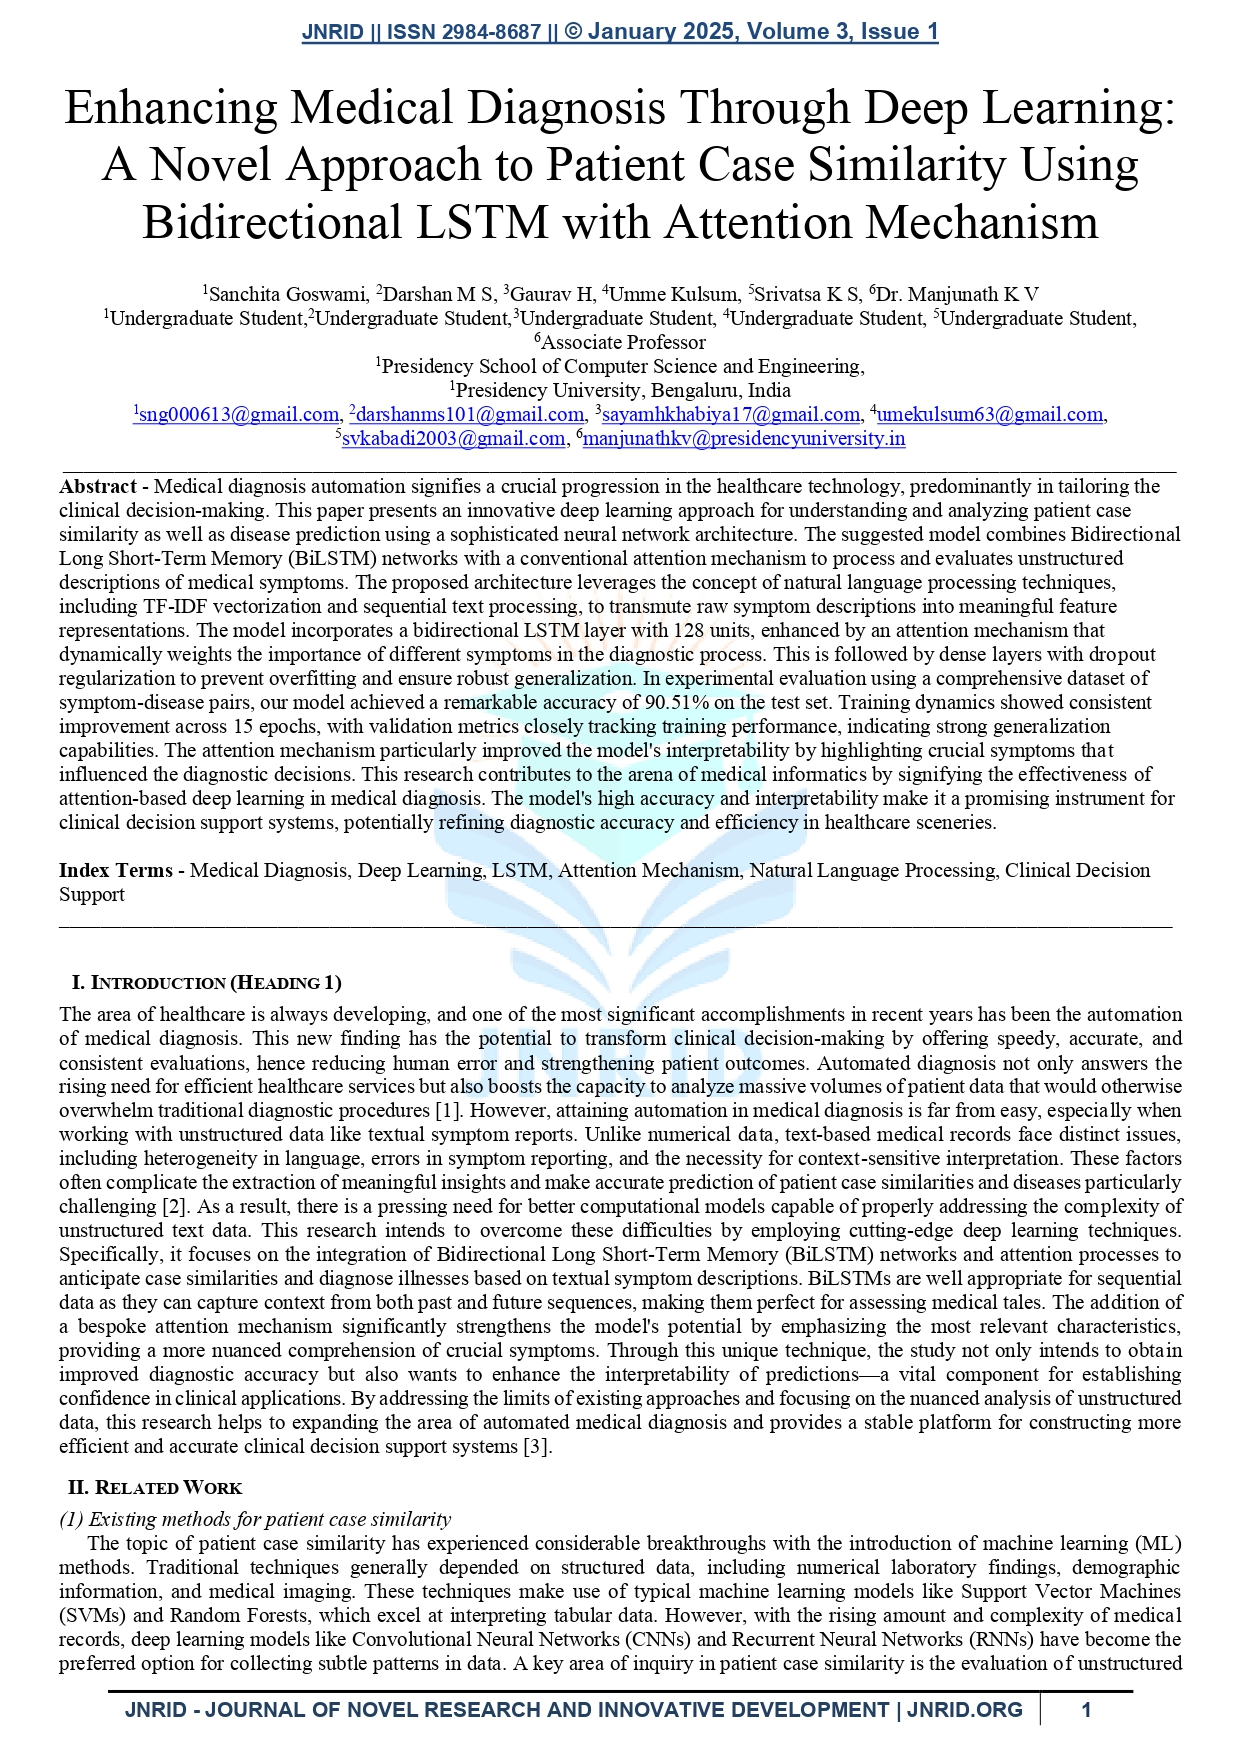 JNRID || ISSN 2984-8687 || © January 2025, Volume 3, Issue 1
Enhancing Medical Diagnosis Through Deep Learning:
A Novel Approach to Patient Case Similarity Using
Bidirectional LSTM with Attention Mechanism
1Sanchita Goswami, 2Darshan M S, 3Gaurav H, 4Umme Kulsum, 5Srivatsa K S, 6Dr. Manjunath K V
1Undergraduate Student,2Undergraduate Student,3Undergraduate Student, 4Undergraduate Student, 5Undergraduate Student,
6Associate Professor
1Presidency School of Computer Science and Engineering,
1Presidency University, Bengaluru, India
1sng000613@gmail.com, 2darshanms101@gmail.com, 3sayamhkhabiya17@gmail.com, 4umekulsum63@gmail.com,
5svkabadi2003@gmail.com, 6manjunathkv@presidencyuniversity.in
Abstract - Medical diagnosis automation signifies a crucial progression in the healthcare technology, predominantly in tailoring the
clinical decision-making. This paper presents an innovative deep learning approach for understanding and analyzing patient case
similarity as well as disease prediction using a sophisticated neural network architecture. The suggested model combines Bidirectional
Long Short-Term Memory (BiLSTM) networks with a conventional attention mechanism to process and evaluates unstructured
descriptions of medical symptoms. The proposed architecture leverages the concept of natural language processing techniques,
including TF-IDF vectorization and sequential text processing, to transmute raw symptom descriptions into meaningful feature
representations. The model incorporates a bidirectional LSTM layer with 128 units, enhanced by an attention mechanism that
dynamically weights the importance of different symptoms in the diagnostic process. This is followed by dense layers with dropout
regularization to prevent overfitting and ensure robust generalization. In experimental evaluation using a comprehensive dataset of
symptom-disease pairs, our model achieved a remarkable accuracy of 90.51% on the test set. Training dynamics showed consistent
improvement across 15 epochs, with validation metrics closely tracking training performance, indicating strong generalization
capabilities. The attention mechanism particularly improved the model's interpretability by highlighting crucial symptoms that
influenced the diagnostic decisions. This research contributes to the arena of medical informatics by signifying the effectiveness of
attention-based deep learning in medical diagnosis. The model's high accuracy and interpretability make it a promising instrument for
clinical decision support systems, potentially refining diagnostic accuracy and efficiency in healthcare sceneries.
Index Terms - Medical Diagnosis, Deep Learning, LSTM, Attention Mechanism, Natural Language Processing, Clinical Decision
Support
I. INTRODUCTION (HEADING 1)
The area of healthcare is always developing, and one of the most significant accomplishments in recent years has been the automation
of medical diagnosis. This new finding has the potential to transform clinical decision-making by offering speedy, accurate, and
consistent evaluations, hence reducing human error and strengthening patient outcomes. Automated diagnosis not only answers the
rising need for efficient healthcare services but also boosts the capacity to analyze massive volumes of patient data that would otherwise
overwhelm traditional diagnostic procedures [1]. However, attaining automation in medical diagnosis is far from easy, especially when
working with unstructured data like textual symptom reports. Unlike numerical data, text-based medical records face distinct issues,
including heterogeneity in language, errors in symptom reporting, and the necessity for context-sensitive interpretation. These factors
often complicate the extraction of meaningful insights and make accurate prediction of patient case similarities and diseases particularly
challenging [2]. As a result, there is a pressing need for better computational models capable of properly addressing the complexity of
unstructured text data. This research intends to overcome these difficulties by employing cutting-edge deep learning techniques.
Specifically, it focuses on the integration of Bidirectional Long Short-Term Memory (BiLSTM) networks and attention processes to
anticipate case similarities and diagnose illnesses based on textual symptom descriptions. BiLSTMs are well appropriate for sequential
data as they can capture context from both past and future sequences, making them perfect for assessing medical tales. The addition of
a bespoke attention mechanism significantly strengthens the model's potential by emphasizing the most relevant characteristics,
providing a more nuanced comprehension of crucial symptoms. Through this unique technique, the study not only intends to obtain
improved diagnostic accuracy but also wants to enhance the interpretability of predictions—a vital component for establishing
confidence in clinical applications. By addressing the limits of existing approaches and focusing on the nuanced analysis of unstructured
data, this research helps to expanding the area of automated medical diagnosis and provides a stable platform for constructing more
efficient and accurate clinical decision support systems [3].
II. RELATED WORK
(1) Existing methods for patient case similarity
The topic of patient case similarity has experienced considerable breakthroughs with the introduction of machine learning (ML)
methods. Traditional techniques generally depended on structured data, including numerical laboratory findings, demographic
information, and medical imaging. These techniques make use of typical machine learning models like Support Vector Machines
(SVMs) and Random Forests, which excel at interpreting tabular data. However, with the rising amount and complexity of medical
records, deep learning models like Convolutional Neural Networks (CNNs) and Recurrent Neural Networks (RNNs) have become the
preferred option for collecting subtle patterns in data. A key area of inquiry in patient case similarity is the evaluation of unstructured
JNRID
JNRID - JOURNAL OF NOVEL RESEARCH AND INNOVATIVE DEVELOPMENT | JNRID.ORG 1